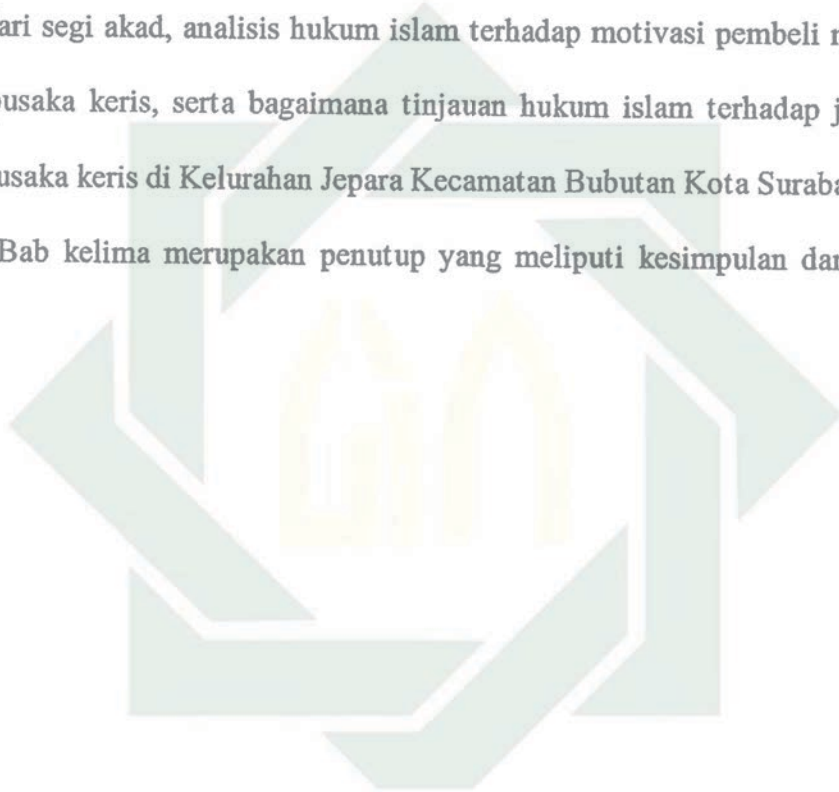 ari segi akad, analisis hukum islam terhadap motivasi pembeli
usaka keris, serta bagaimana tinjauan hukum islam terhadap
usaka keris di Kelurahan Jepara Kecamatan Bubutan Kota Suraba
Bab kelima merupakan penutup yang meliputi kesimpulan dan